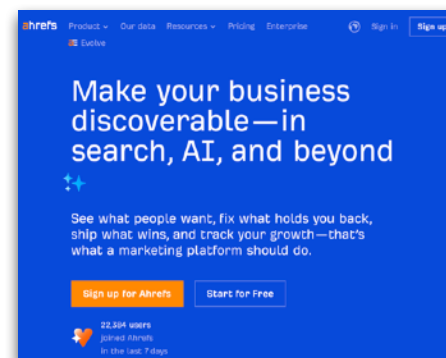 ahrefs Product Our data Resources Pricing Enterprise Sign in Sign up
Evolve
Make your business
discoverable—in
search, AI, and beyond
See what people want, fix what holds you back,
ship what wins, and track your growth—that's
what a marketing platform should do.
Sign up for Ahrefs Start for Free
22,394 users
joined Ahrefs
in the last 7 days